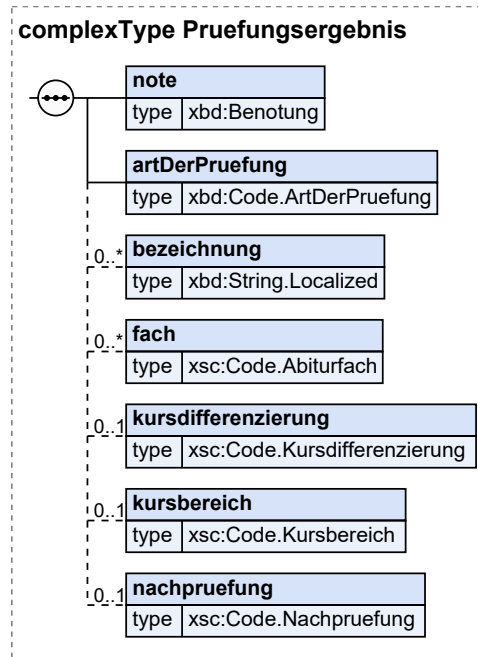 complexType Pruefungsergebnis
note
type xbd:Benotung
artDerPruefung
type xbd:Code.ArtDerPruefung
0..* bezeichnung
type xbd:String.Localized
0..* fach
type xsc:Code.Abiturfach
0..1 kursdifferenzierung
type xsc:Code.Kursdifferenzierung
0..1 kursbereich
type xsc:Code.Kursbereich
0..1 nachpruefung
type xsc:Code.Nachpruefung